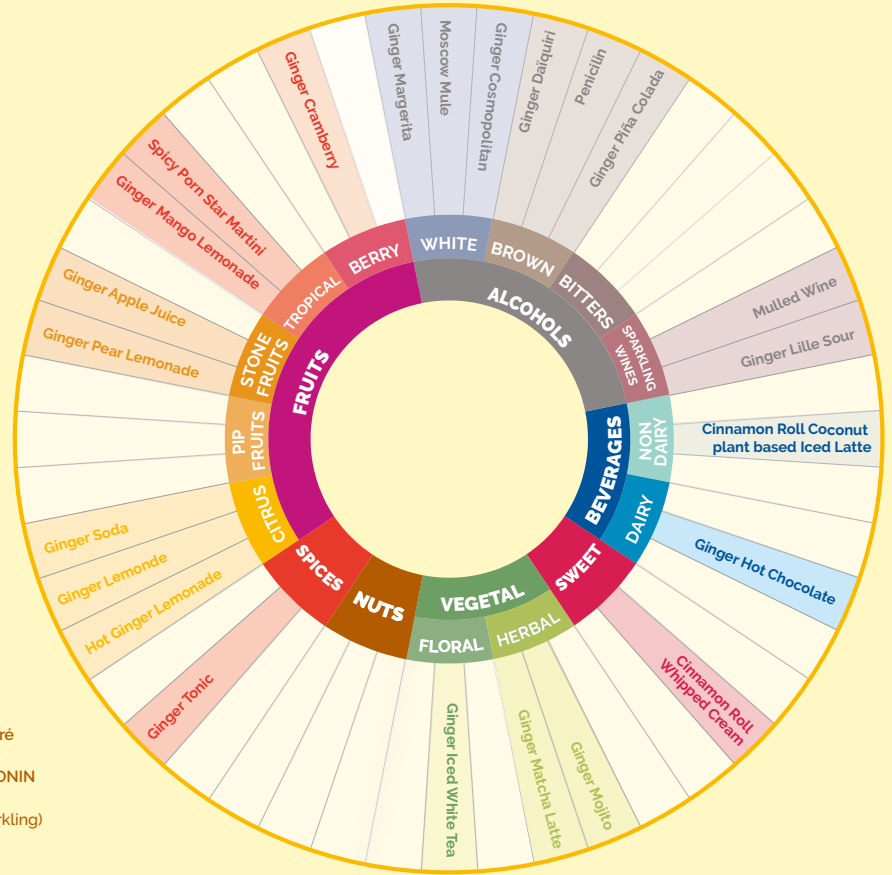 Ginger Margerita
Moscow Mule
Ginger Cosmopolitan
Ginger Daïquiri
Penicilin
Ginger Piña Colada
Mulled Wine
Ginger Lille Sour
Cinnamon Roll Coconut
plant based Iced Latte
Ginger Hot Chocolate
Cinnamon Roll
Whipped Cream
Ginger Mojito
Ginger Matcha Latte
Ginger Iced White Tea
Ginger Tonic
Hot Ginger Lemonade
Ginger Lemonde
Ginger Soda
Ginger Pear Lemonade
Ginger Apple Juice
Ginger Mango Lemonade
Spicy Porn Star Martini
Ginger Cramberry
WHITE
BROWN
BITTERS
SPARKLING
WINES
NON
DAIRY
DAIRY
SWEET
HERBAL
FLORAL
VEGETAL
NUTS
SPICES
CITRUS
PIP
FRUITS
STONE
FRUITS
TROPICAL
BERRY
ALCOHOLS
BEVERAGES
FRUITS
ré
ONIN
rkling)